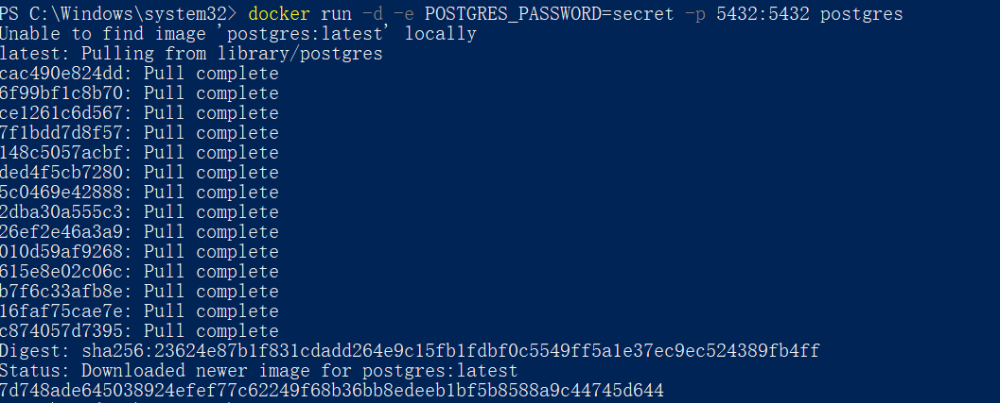 PS C:\Windows\system32> docker run -d -e POSTGRES_PASSWORD=secret -p 5432:5432 postgres
Unable to find image 'postgres:latest' locally
latest: Pulling from library/postgres
cac490e824dd: Pull complete
6f99bf1c8b70: Pull complete
ce1261c6d567: Pull complete
7f1bdd7d8f57: Pull complete
148c5057acbf: Pull complete
ded4f5cb7280: Pull complete
5c0469e42888: Pull complete
2dba30a555c3: Pull complete
26ef2e46a3a9: Pull complete
010d59af9268: Pull complete
615e8e02c06c: Pull complete
b7f6c33afb8e: Pull complete
16faf75cae7e: Pull complete
c874057d7395: Pull complete
Digest: sha256:23624e87b1f831cdadd264e9c15fb1fdbf0c5549ff5a1e37ec9ec524389fb4ff
Status: Downloaded newer image for postgres:latest
7d748ade645038924efef77c62249f68b36bb8edeeb1bf5b8588a9c44745d644